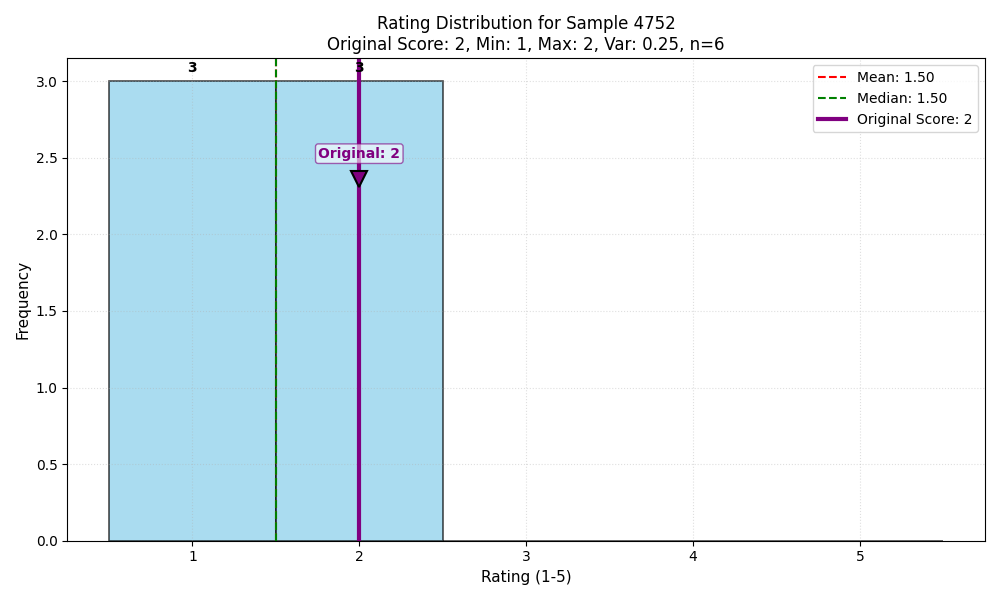 Rating Distribution for Sample 4752
Original Score: 2, Min: 1, Max: 2, Var: 0.25, n=6
3
3
Mean: 1.50
Median: 1.50
Original Score: 2
Original: 2
3.0
2.5
2.0
1.5
1.0
0.5
0.0
Frequency
1
2
3
4
5
Rating (1-5)